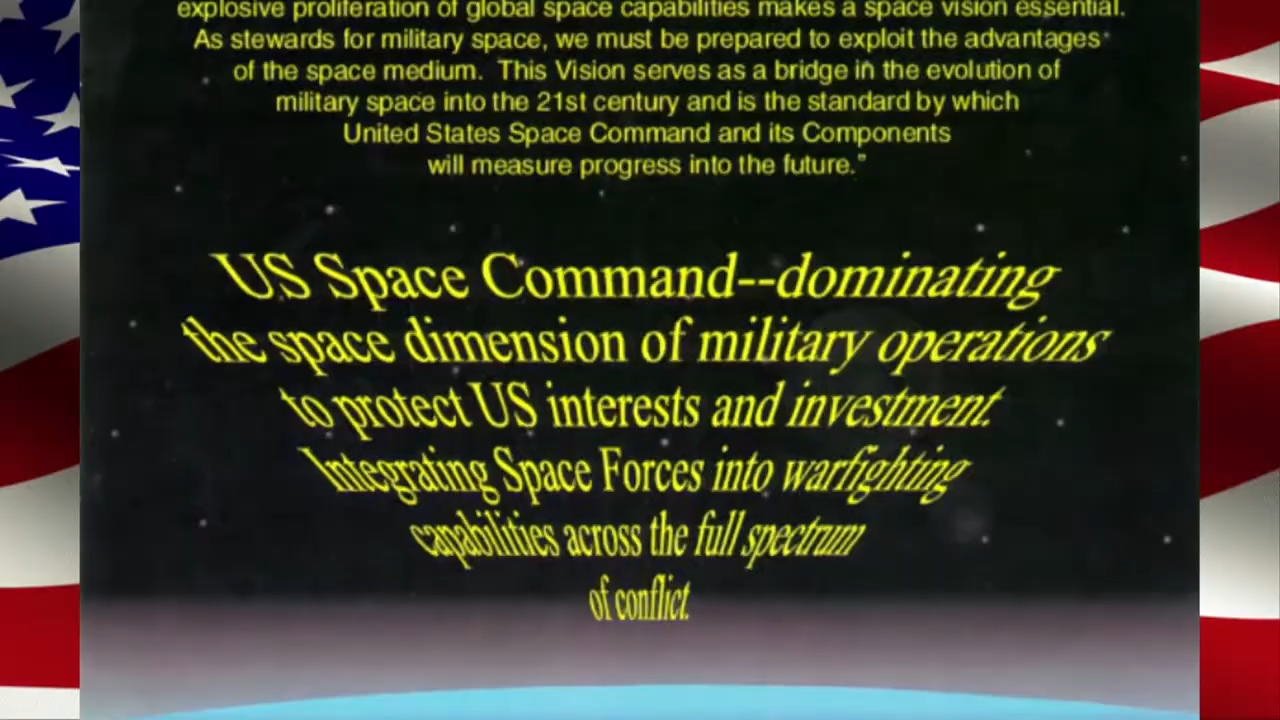 explosive proliferation of global space capabilities makes a space vision essential.
As stewards for military space, we must be prepared to exploit the advantages
of the space medium.  This Vision serves as a bridge in the evolution of
military space into the 21st century and is the standard by which
United States Space Command and its Components
will measure progress into the future."
US Space Command--dominating
the space dimension of military operations
to protect US interests and investment.
Integrating Space Forces into warfighting
capabilities across the full spectrum
of conflict.